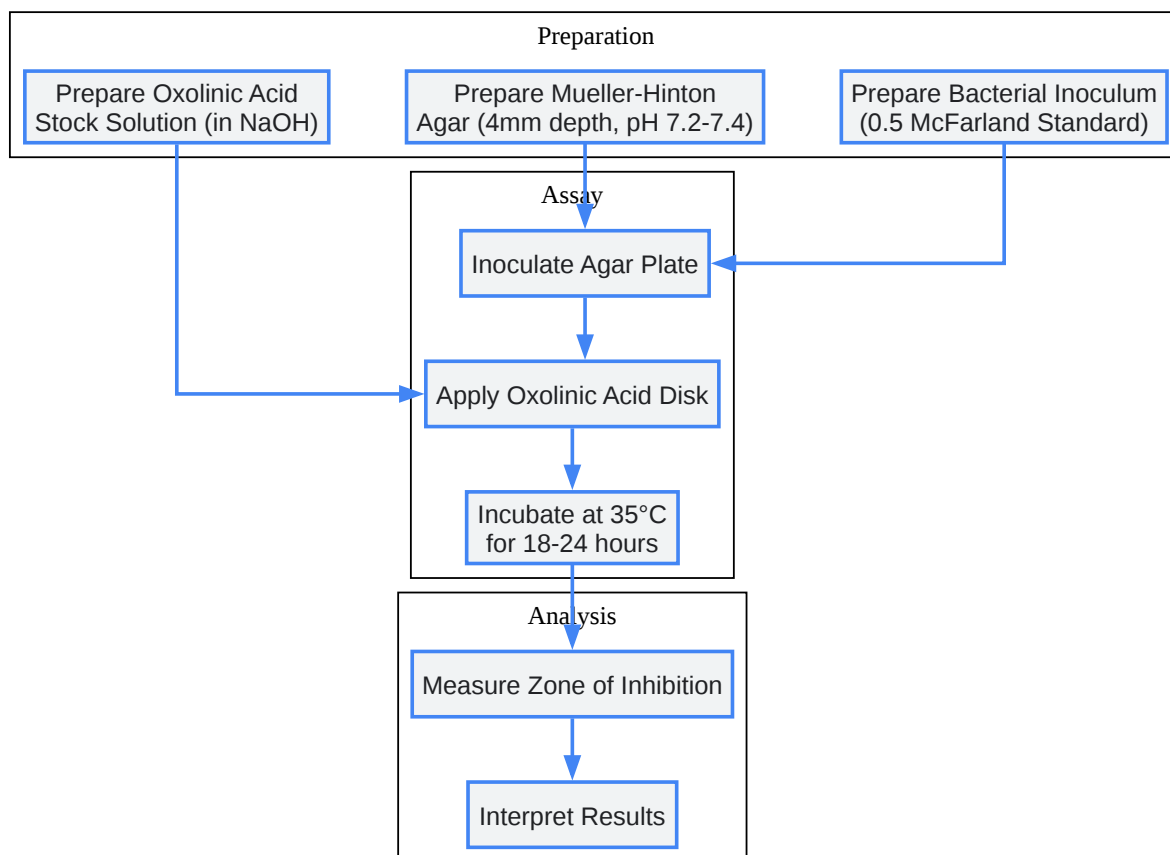 Preparation
Prepare Oxolinic Acid
Stock Solution (in NaOH)
Prepare Mueller-Hinton
Agar (4mm depth, pH 7.2-7.4)
Prepare Bacterial Inoculum
(0.5 McFarland Standard)
Assay
Inoculate Agar Plate
Apply Oxolinic Acid Disk
Incubate at 35°C
for 18-24 hours
Analysis
Measure Zone of Inhibition
Interpret Results